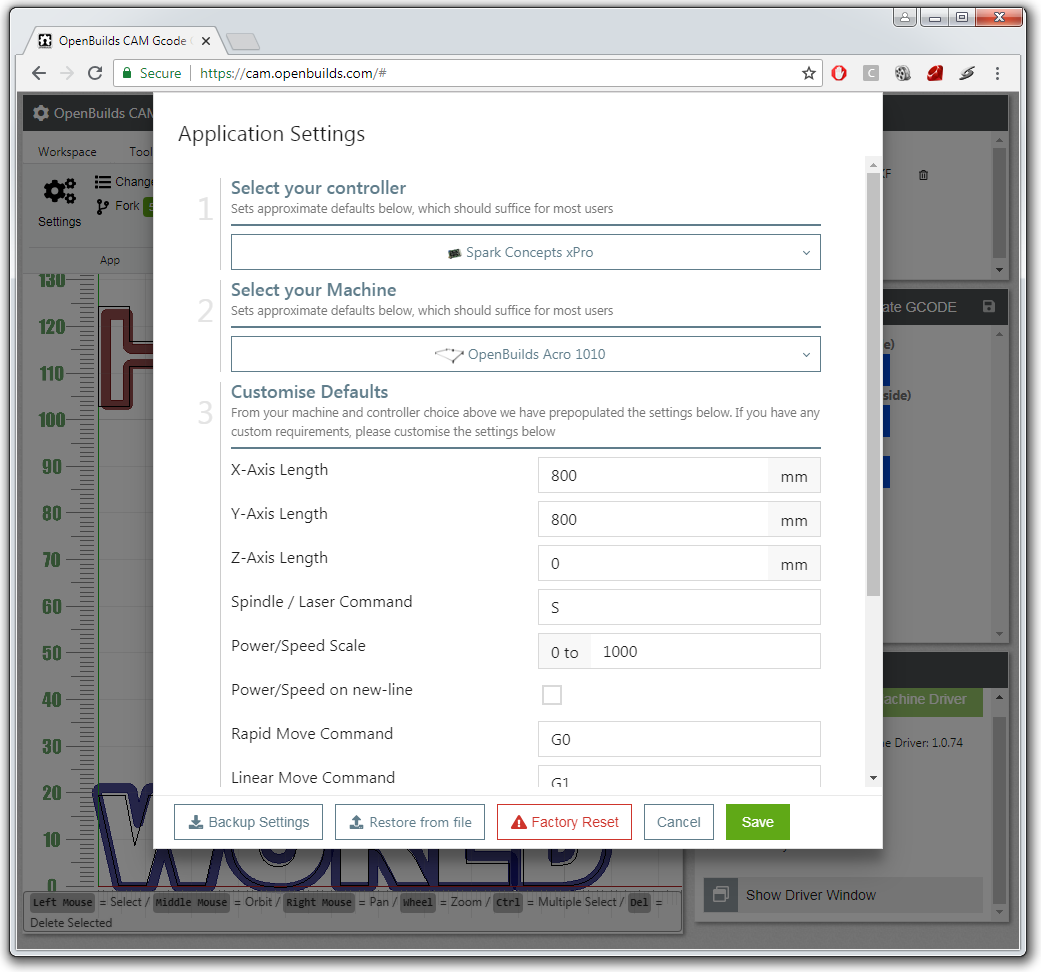 OpenBuilds CAM Gcode
Secure
https://cam.openbuilds.com/#
OpenBuilds CAM
Application Settings
Workspace
Settings
Fork
App
1
Select your controller
Sets approximate defaults below, which should suffice for most users
Spark Concepts xPro
2
Select your Machine
Sets approximate defaults below, which should suffice for most users
OpenBuilds Acro 1010
3
Customise Defaults
From your machine and controller choice above we have prepopulated the settings below. If you have any
custom requirements, please customise the settings below
X-Axis Length
800 mm
Y-Axis Length
800 mm
Z-Axis Length
0 mm
Spindle / Laser Command
S
Power/Speed Scale
0 to 1000
Power/Speed on new-line
Rapid Move Command
G0
Linear Move Command
G1
Backup Settings
Restore from file
Factory Reset
Cancel
Save
GCODE
side)
Driver
Driver: 1.0.74
Show Driver Window
130
120
110
100
90
80
70
60
50
40
30
20
10
0
WORLD
Left Mouse = Select / Middle Mouse = Orbit / Right Mouse = Pan / Wheel = Zoom / Ctrl = Multiple Select / Del =
Delete Selected